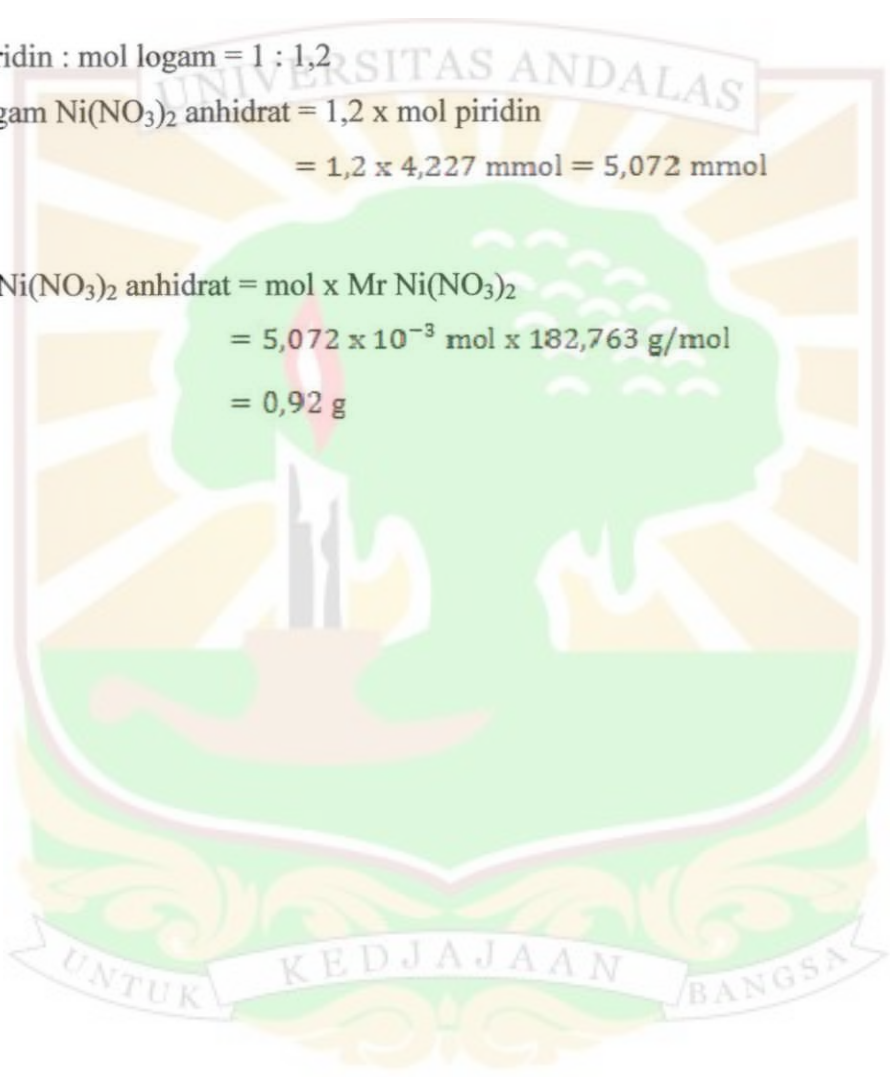 ridin : mol logam = 1 : 1,2
UNIVERSITAS ANDALAS
gam Ni(NO₃)₂ anhidrat = 1,2 x mol piridin
= 1,2 x 4,227 mmol = 5,072 mmol
Ni(NO₃)₂ anhidrat = mol x Mr Ni(NO₃)₂
= 5,072 x 10⁻³ mol x 182,763 g/mol
= 0,92 g
UNTUK KEDJAJAAN BANGSA